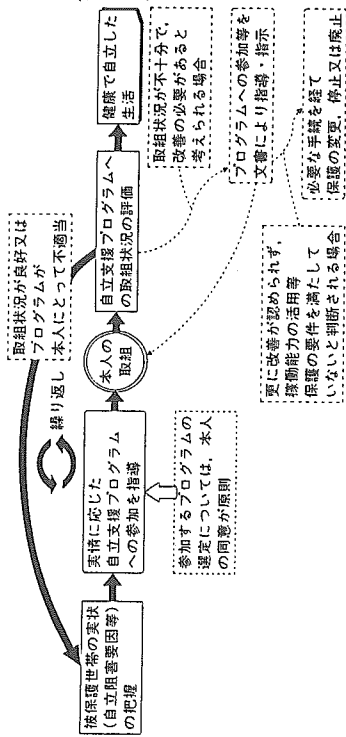 被保護世帯の実状
(自立阻害要因等)
の把握
実情に応じた
自立支援プログラム
への参加を指導
参加するプログラムの
選定については、本人
の同意が原則
繰り返し
取組状況が良好又は
プログラムが
本人にとって不適当
本人の
取組
自立支援プログラムへ
の取組状況の評価
健康で自立した
生活
取組状況が不十分で、
改善の必要があると
考えられる場合
プログラムへの参加等を
文書により指導・指示
更に改善が認められず、
稼働能力の活用等
保護の要件を満たして
いないと判断される場合
必要な手続を経て
保護の変更、停止又は廃止